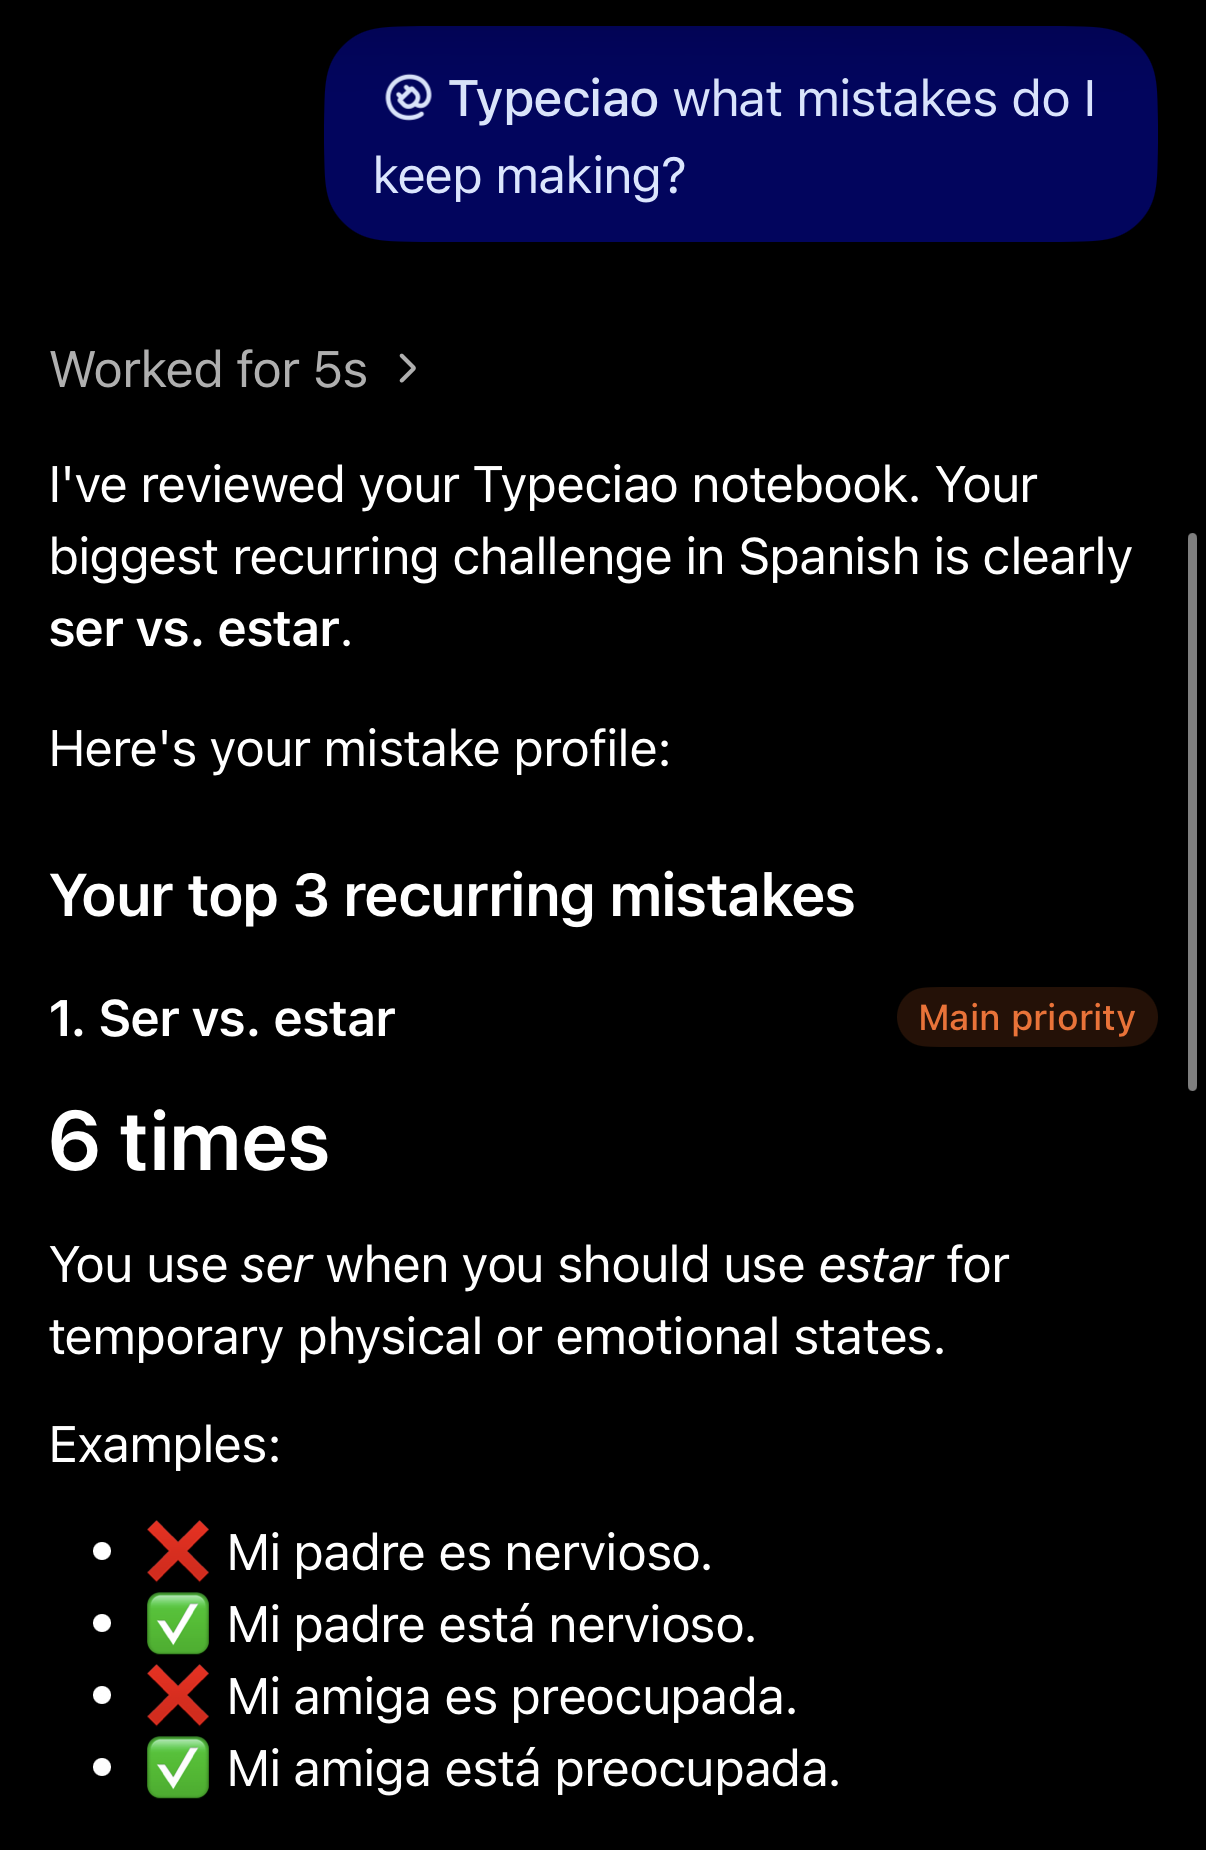 @ Typeciao what mistakes do I
keep making?
Worked for 5s >
I've reviewed your Typeciao notebook. Your
biggest recurring challenge in Spanish is clearly
ser vs. estar.
Here's your mistake profile:
Your top 3 recurring mistakes
1. Ser vs. estar
Main priority
6 times
You use ser when you should use estar for
temporary physical or emotional states.
Examples:
• ❌ Mi padre es nervioso.
• ✅ Mi padre está nervioso.
• ❌ Mi amiga es preocupada.
• ✅ Mi amiga está preocupada.